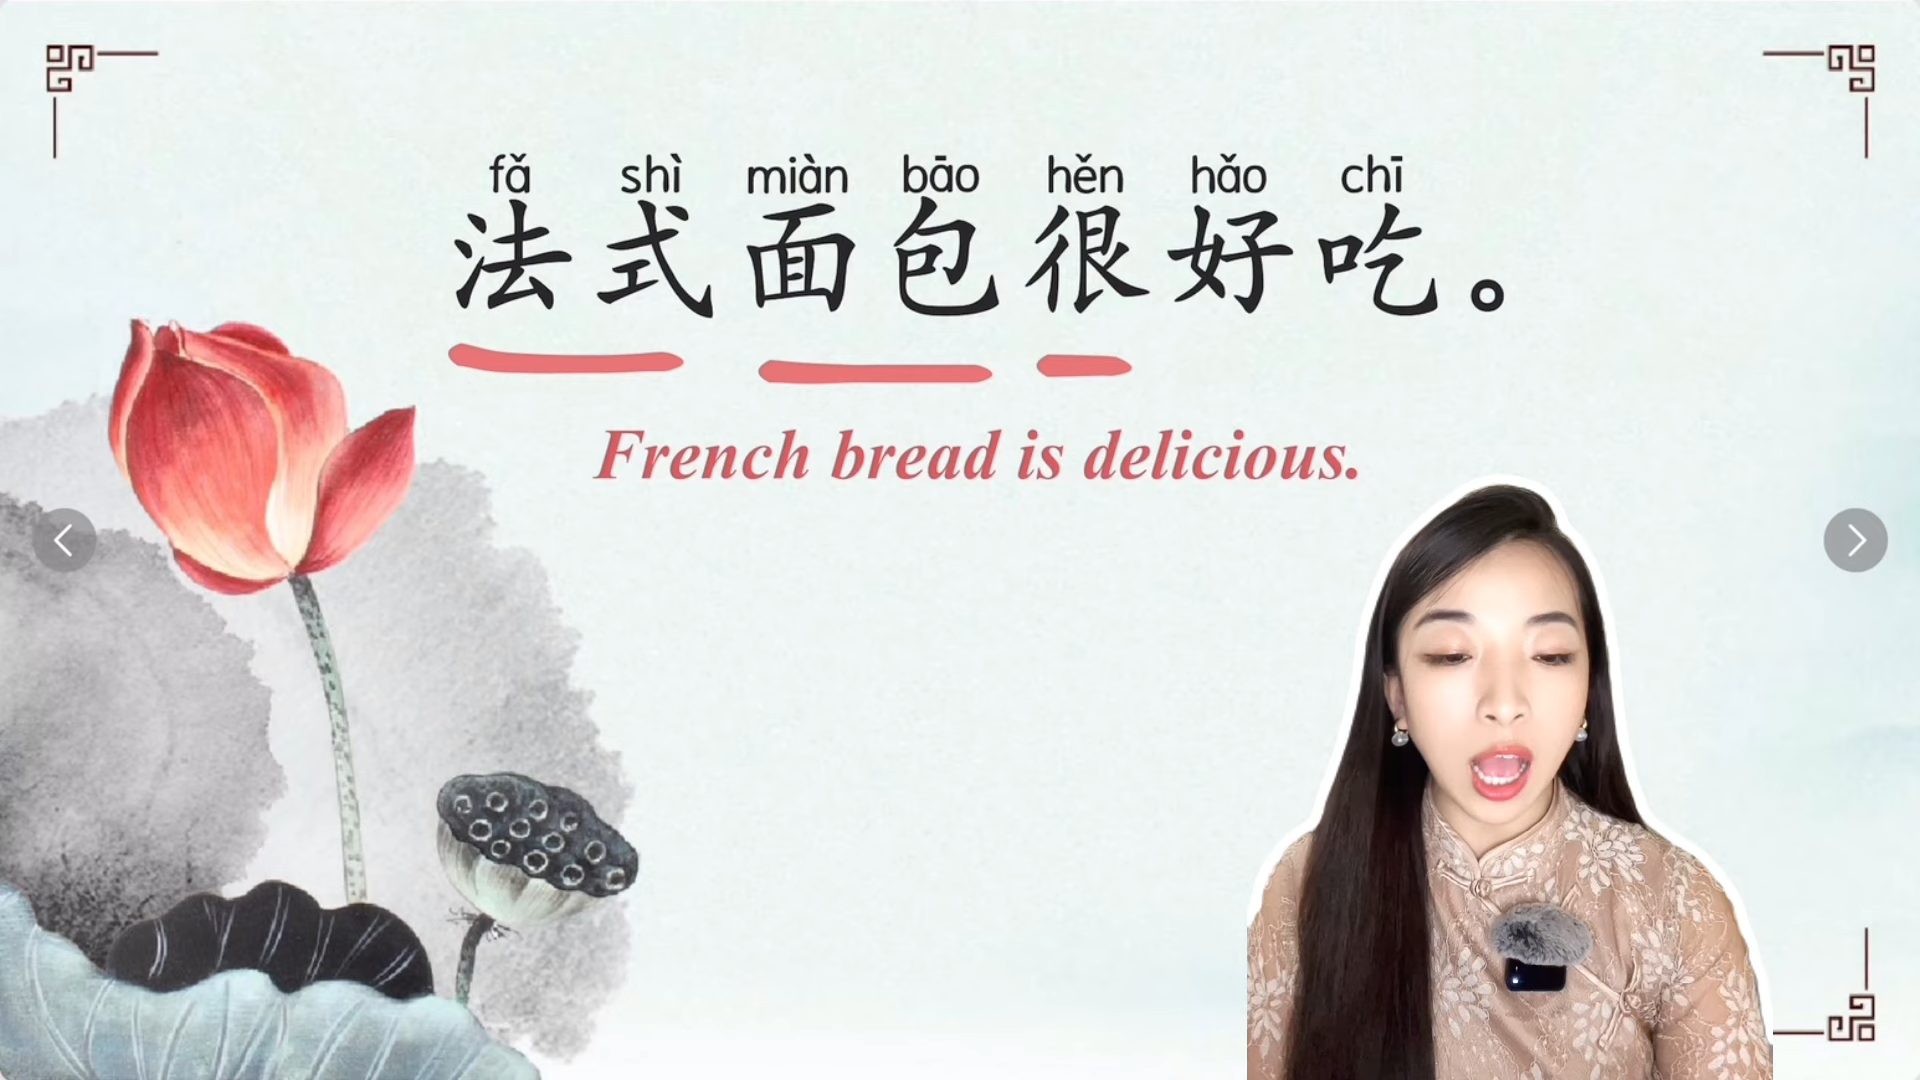 fǎ shì miàn bāo hěn hǎo chī
法式面包很好吃。
French bread is delicious.